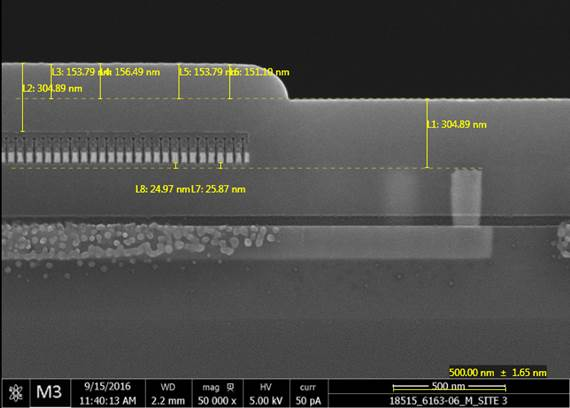 L3: 153.79 nm L4: 156.49 nm L5: 153.79 nm L6: 151.10 nm
L2: 304.89 nm
L1: 304.89 nm
L8: 24.97 nm L7: 25.87 nm
500.00 nm ± 1.65 nm
M3 9/15/2016 WD mag HV curr 500 nm
11:40:13 AM 2.2 mm 50 000 x 5.00 kV 50 pA 18515_6163-06_M_SITE 3